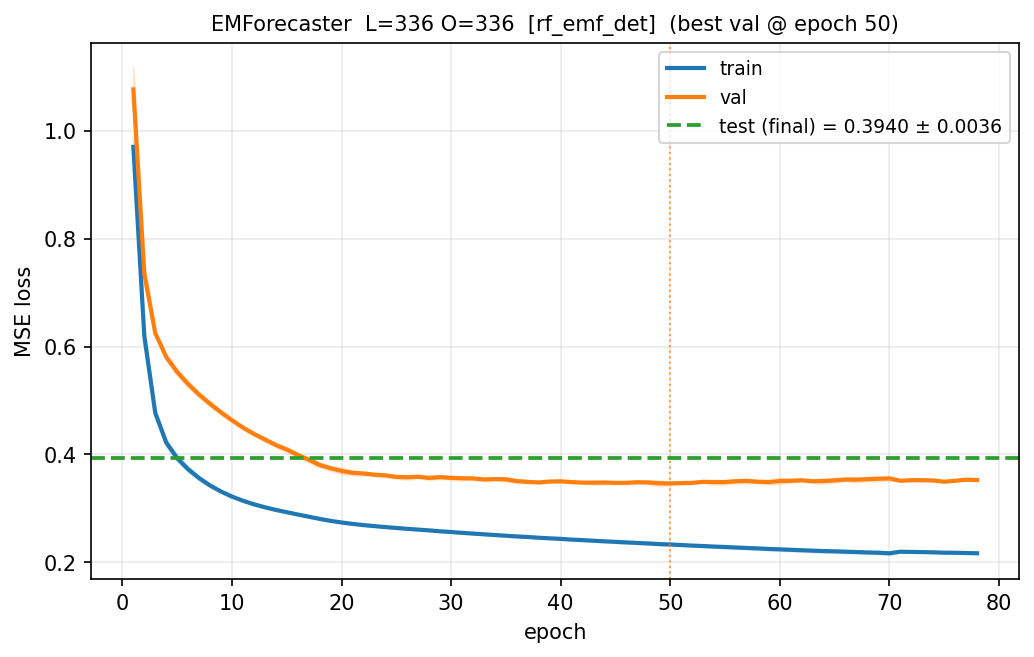 EMForecaster  L=336 O=336  [rf_emf_det]  (best val @ epoch 50)
train
val
test (final) = 0.3940 ± 0.0036
MSE loss
1.0
0.8
0.6
0.4
0.2
0 10 20 30 40 50 60 70 80
epoch